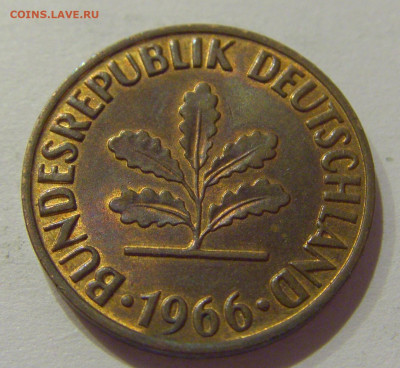 COINS.LAVE.RU
BUNDESREPUBLIK DEUTSCHLAND
· 1966 ·